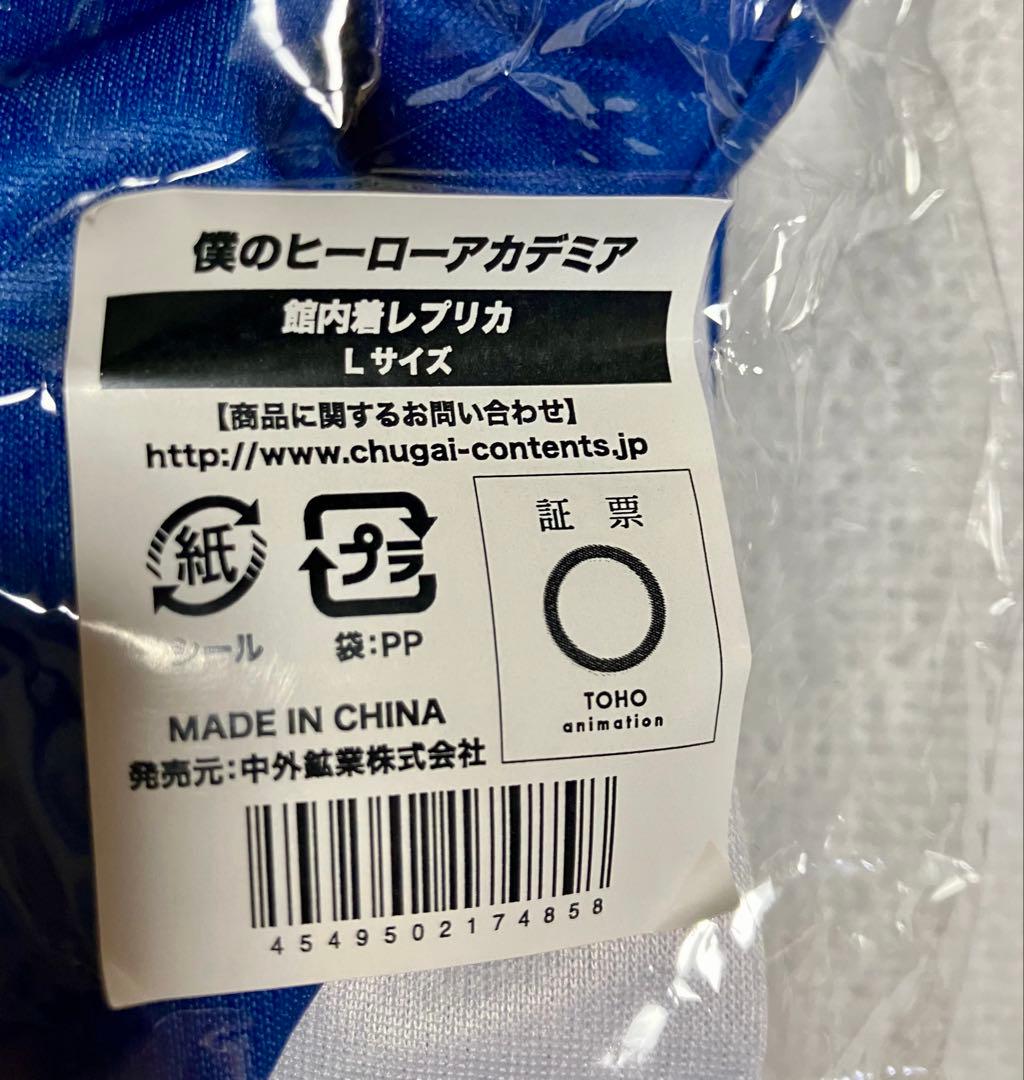 僕のヒーローアカデミア
館内着レプリカ
Lサイズ
【商品に関するお問い合わせ】
http://www.chugai-contents.jp
紙
シール
プラ
袋：PP
証 票
TOHO
animation
MADE IN CHINA
発売元：中外鉱業株式会社
4549502174858